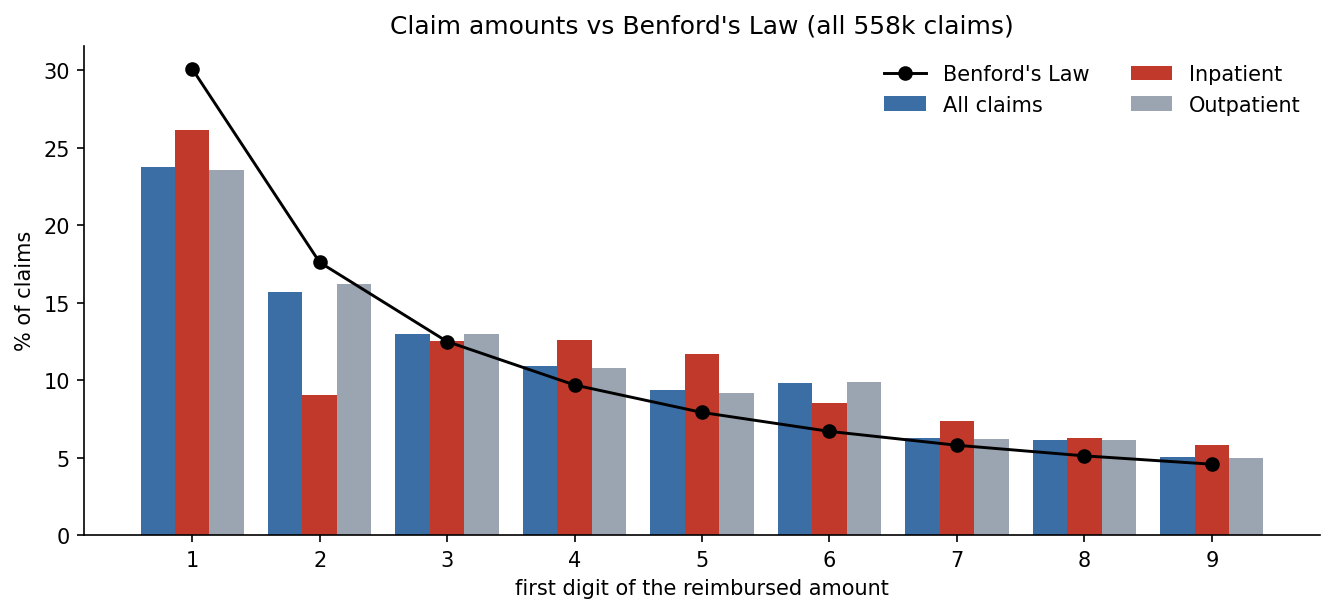 Claim amounts vs Benford's Law (all 558k claims)
Benford's Law
All claims
Inpatient
Outpatient
% of claims
30
25
20
15
10
5
0
1 2 3 4 5 6 7 8 9
first digit of the reimbursed amount